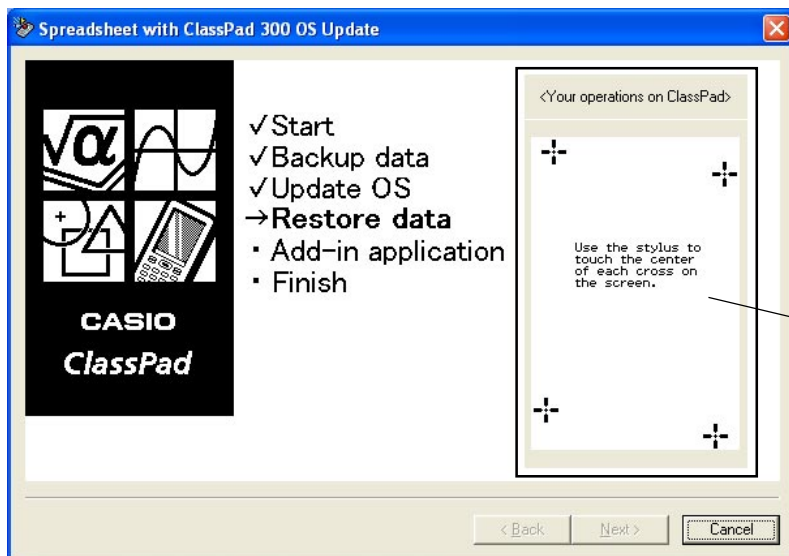 Spreadsheet with ClassPad 300 OS Update
√α
+
CASIO
ClassPad
√Start
√Backup data
√Update OS
→Restore data
・Add-in application
・Finish
<Your operations on ClassPad>
Use the stylus to
touch the center
of each cross on
the screen.
< Back
Next >
Cancel